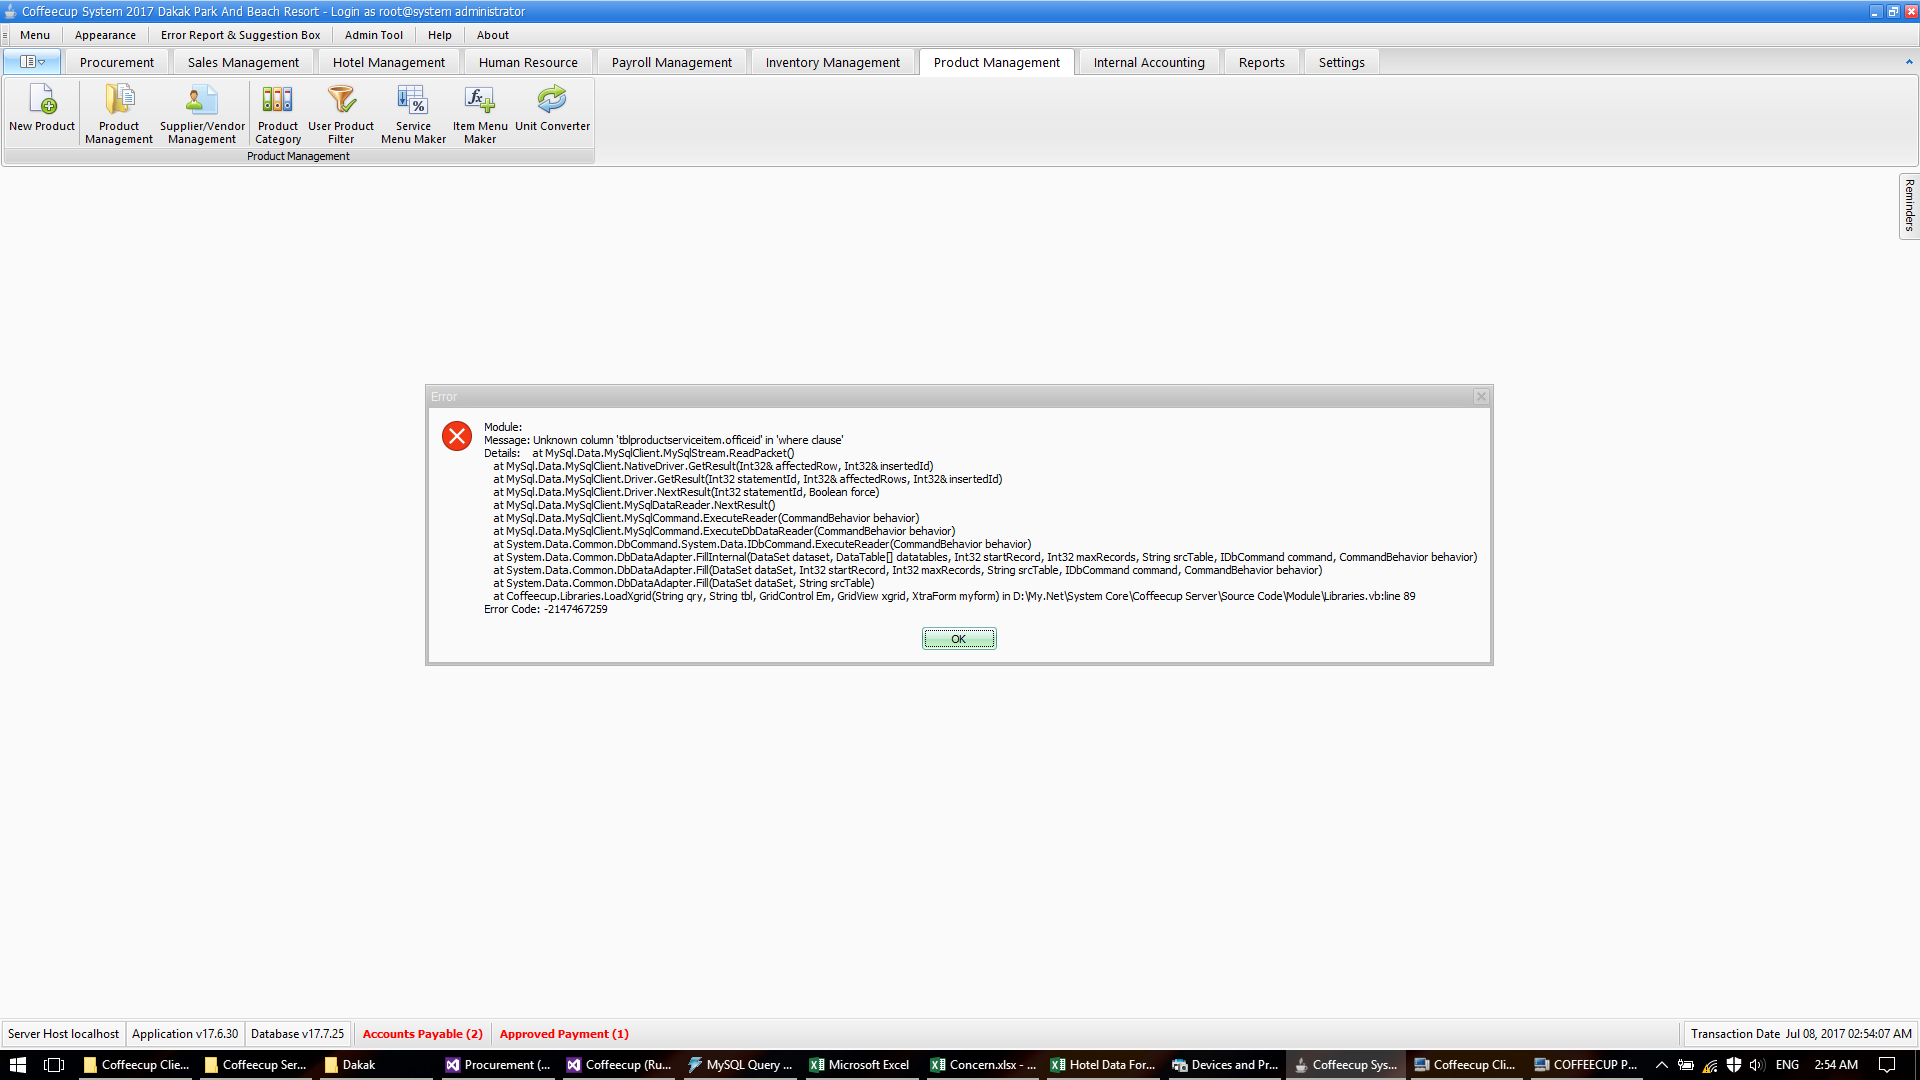 Coffeecup System 2017 Dakak Park And Beach Resort - Login as root@system administrator
Menu Appearance Error Report & Suggestion Box Admin Tool Help About
Procurement Sales Management Hotel Management Human Resource Payroll Management Inventory Management Product Management Internal Accounting Reports Settings
New Product
Product Management
Supplier/Vendor Management
Product Category
User Product Filter
Service Menu Maker
Item Menu Maker
Unit Converter
Product Management
Reminders
Error
Module:
Message: Unknown column 'tblproductserviceitem.officeid' in 'where clause'
Details:    at MySql.Data.MySqlClient.MySqlStream.ReadPacket()
at MySql.Data.MySqlClient.NativeDriver.GetResult(Int32& affectedRow, Int32& insertedId)
at MySql.Data.MySqlClient.Driver.GetResult(Int32 statementId, Int32& affectedRows, Int32& insertedId)
at MySql.Data.MySqlClient.Driver.NextResult(Int32 statementId, Boolean force)
at MySql.Data.MySqlClient.MySqlDataReader.NextResult()
at MySql.Data.MySqlClient.MySqlCommand.ExecuteReader(CommandBehavior behavior)
at MySql.Data.MySqlClient.MySqlCommand.ExecuteDbDataReader(CommandBehavior behavior)
at System.Data.Common.DbCommand.System.Data.IDbCommand.ExecuteReader(CommandBehavior behavior)
at System.Data.Common.DbDataAdapter.FillInternal(DataSet dataset, DataTable[] datatables, Int32 startRecord, Int32 maxRecords, String srcTable, IDbCommand command, CommandBehavior behavior)
at System.Data.Common.DbDataAdapter.Fill(DataSet dataSet, Int32 startRecord, Int32 maxRecords, String srcTable, IDbCommand command, CommandBehavior behavior)
at System.Data.Common.DbDataAdapter.Fill(DataSet dataSet, String srcTable)
at Coffeecup.Libraries.LoadXgrid(String qry, String tbl, GridControl Em, GridView xgrid, XtraForm myform) in D:\My.Net\System Core\Coffeecup Server\Source Code\Module\Libraries.vb:line 89
Error Code: -2147467259
OK
Server Host localhost Application v17.6.30 Database v17.7.25 Accounts Payable (2) Approved Payment (1) Transaction Date Jul 08, 2017 02:54:07 AM
Coffeecup Clie... Coffeecup Ser... Dakak Procurement (... Coffeecup (Ru... MySQL Query ... Microsoft Excel Concern.xlsx - ... Hotel Data For... Devices and Pr... Coffeecup Sys... Coffeecup Cli... COFFEECUP P... ENG 2:54 AM